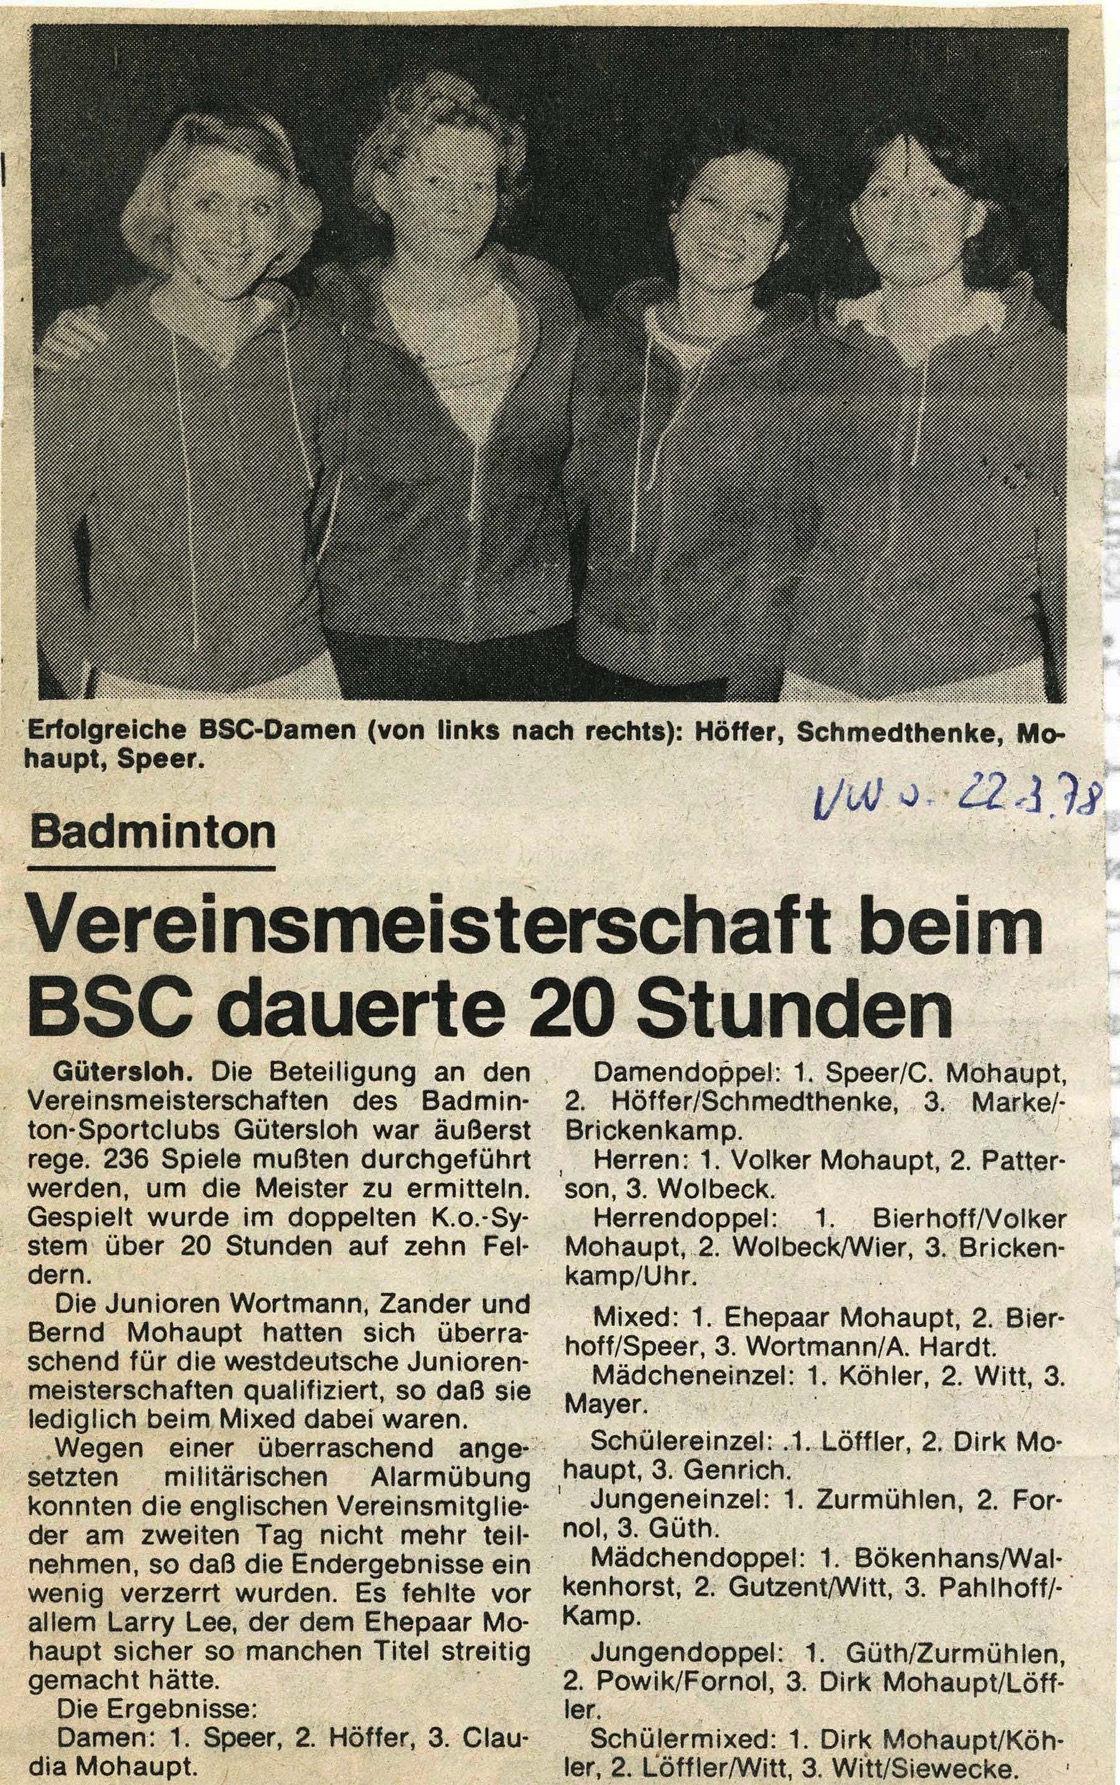 Erfolgreiche BSC-Damen (von links nach rechts): Höffer, Schmedthenke, Mo-
haupt, Speer.
22.3.78
Badminton
Vereinsmeisterschaft beim
BSC dauerte 20 Stunden
Gütersloh. Die Beteiligung an den
Vereinsmeisterschaften des Badmin-
ton-Sportclubs Gütersloh war äußerst
rege. 236 Spiele mußten durchgeführt
werden, um die Meister zu ermitteln.
Gespielt wurde im doppelten K.o.-Sy-
stem über 20 Stunden auf zehn Fel-
dern.
Die Junioren Wortmann, Zander und
Bernd Mohaupt hatten sich überra-
schend für die westdeutsche Junioren-
meisterschaften qualifiziert, so daß sie
lediglich beim Mixed dabei waren.
Wegen einer überraschend ange-
setzten militärischen Alarmübung
konnten die englischen Vereinsmitglie-
der am zweiten Tag nicht mehr teil-
nehmen, so daß die Endergebnisse ein
wenig verzerrt wurden. Es fehlte vor
allem Larry Lee, der dem Ehepaar Mo-
haupt sicher so manchen Titel streitig
gemacht hätte.
Die Ergebnisse:
Damen: 1. Speer, 2. Höffer, 3. Clau-
dia Mohaupt.
Damendoppel: 1. Speer/C. Mohaupt,
2. Höffer/Schmedthenke, 3. Marke/-
Brickenkamp.
Herren: 1. Volker Mohaupt, 2. Patter-
son, 3. Wolbeck.
Herrendoppel: 1. Bierhoff/Volker
Mohaupt, 2. Wolbeck/Wier, 3. Bricken-
kamp/Uhr.
Mixed: 1. Ehepaar Mohaupt, 2. Bier-
hoff/Speer, 3. Wortmann/A. Hardt.
Mädcheneinzel: 1. Köhler, 2. Witt, 3.
Mayer.
Schülereinzel: 1. Löffler, 2. Dirk Mo-
haupt, 3. Genrich.
Jungeneinzel: 1. Zurmühlen, 2. For-
nol, 3. Güth.
Mädchendoppel: 1. Bökenhans/Wal-
kenhorst, 2. Gutzent/Witt, 3. Pahlhoff/-
Kamp.
Jungendoppel: 1. Güth/Zurmühlen,
2. Powik/Fornol, 3. Dirk Mohaupt/Löff-
ler.
Schülermixed: 1. Dirk Mohaupt/Köh-
ler, 2. Löffler/Witt, 3. Witt/Siewecke.